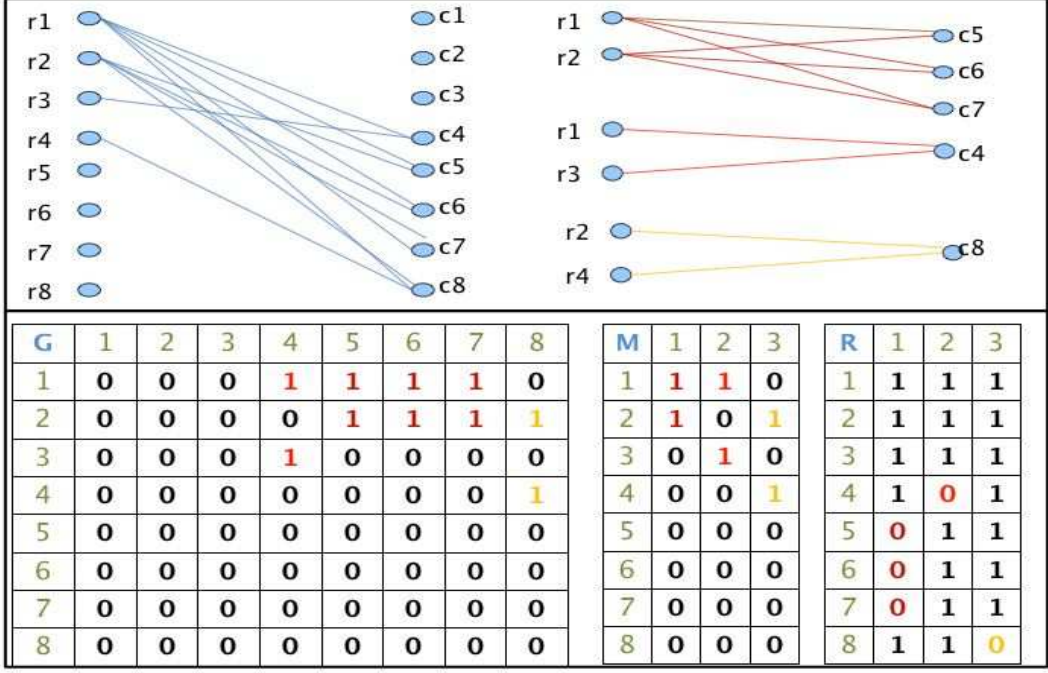 r1 c1
r2 c2
r3 c3
r4 c4
r5 c5
r6 c6
r7 c7
r8 c8
r1 c5
r2 c6
c7
r1 c4
r3
r2 c8
r4
G 1 2 3 4 5 6 7 8
1 0 0 0 1 1 1 1 0
2 0 0 0 0 1 1 1 1
3 0 0 0 1 0 0 0 0
4 0 0 0 0 0 0 0 1
5 0 0 0 0 0 0 0 0
6 0 0 0 0 0 0 0 0
7 0 0 0 0 0 0 0 0
8 0 0 0 0 0 0 0 0
M 1 2 3
1 1 1 0
2 1 0 1
3 0 1 0
4 0 0 1
5 0 0 0
6 0 0 0
7 0 0 0
8 0 0 0
R 1 2 3
1 1 1 1
2 1 1 1
3 1 1 1
4 1 0 1
5 0 1 1
6 0 1 1
7 0 1 1
8 1 1 0